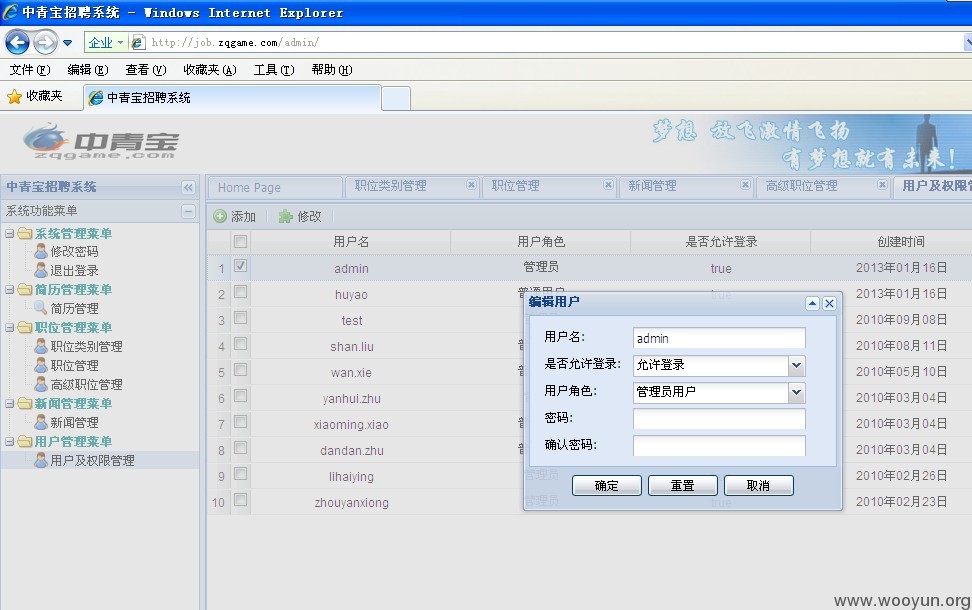 中青宝招聘系统 - Windows Internet Explorer
企业 http://job.zqgame.com/admin/
文件(F) 编辑(E) 查看(V) 收藏夹(A) 工具(T) 帮助(H)
收藏夹 中青宝招聘系统
中青宝
zqgame.com
梦想 放飞激情飞扬
有梦想就有未来!
中青宝招聘系统
系统功能菜单
系统管理菜单
修改密码
退出登录
简历管理菜单
简历管理
职位管理菜单
职位类别管理
职位管理
高级职位管理
新闻管理菜单
新闻管理
用户管理菜单
用户及权限管理
Home Page 职位类别管理 职位管理 新闻管理 高级职位管理 用户及权限管
添加 修改
用户名 用户角色 是否允许登录 创建时间
1 admin 管理员 true 2013年01月16日
2 huyao 普通用户 true 2013年01月16日
3 test 2010年09月08日
4 shan.liu 2010年08月11日
5 wan.xie 2010年05月10日
6 yanhui.zhu 2010年03月04日
7 xiaoming.xiao 2010年03月04日
8 dandan.zhu 2010年03月04日
9 lihaiying 管理员 2010年02月26日
10 zhouyanxiong 管理员 true 2010年02月23日
编辑用户
用户名: admin
是否允许登录: 允许登录
用户角色: 管理员用户
密码:
确认密码:
确定 重置 取消
www.wooyun.org